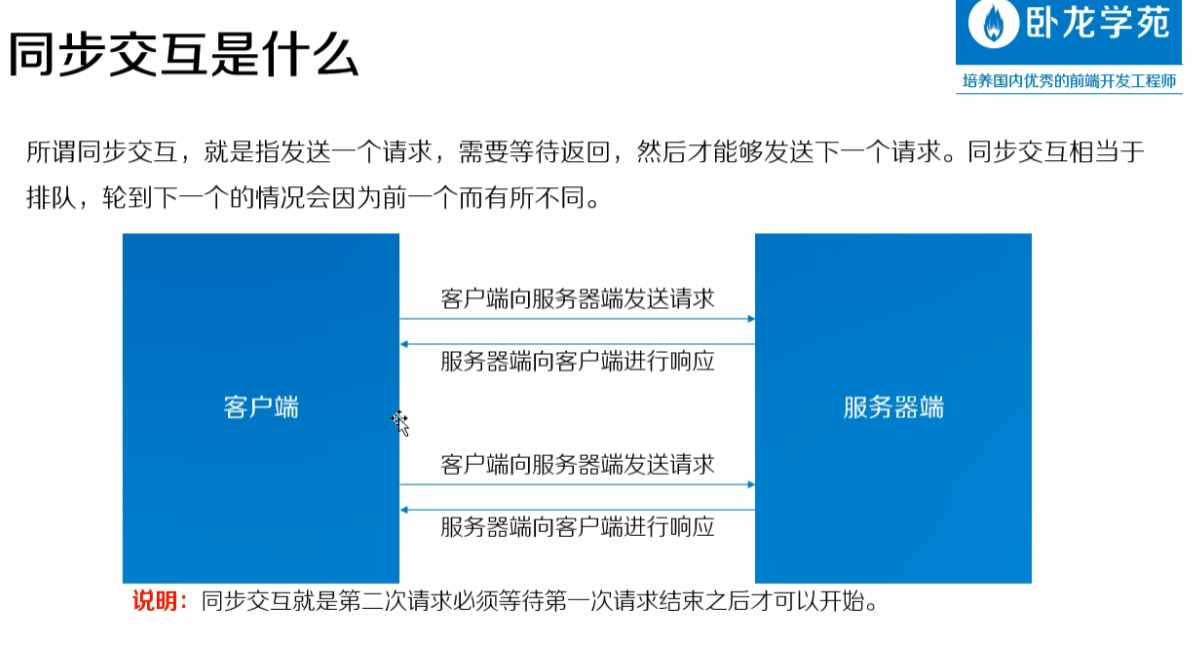 卧龙学苑
同步交互是什么
培养国内优秀的前端开发工程师
所谓同步交互，就是指发送一个请求，需要等待返回，然后才能够发送下一个请求。同步交互相当于
排队，轮到下一个的情况会因为前一个而有所不同。
客户端向服务器端发送请求
服务器端向客户端进行响应
客户端
服务器端
客户端向服务器端发送请求
服务器端向客户端进行响应
说明：同步交互就是第二次请求必须等待第一次请求结束之后才可以开始。